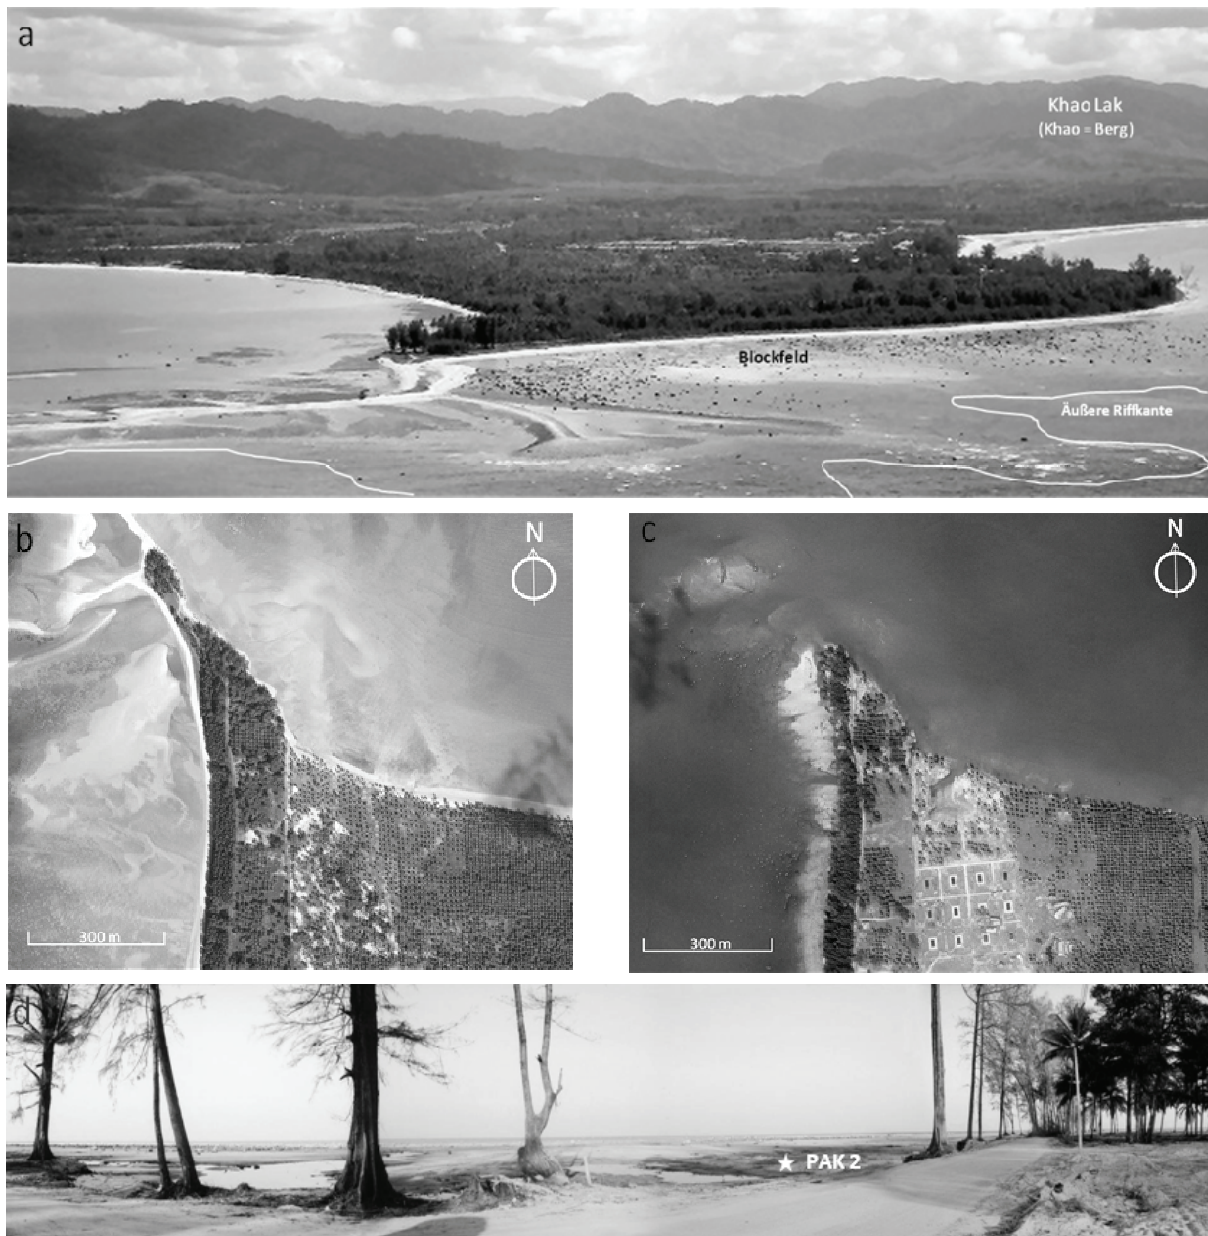 a
Khao Lak
(Khao = Berg)
Blockfeld
Äußere Riffkante
b
N
300 m
c
N
300 m
d
PAK 2